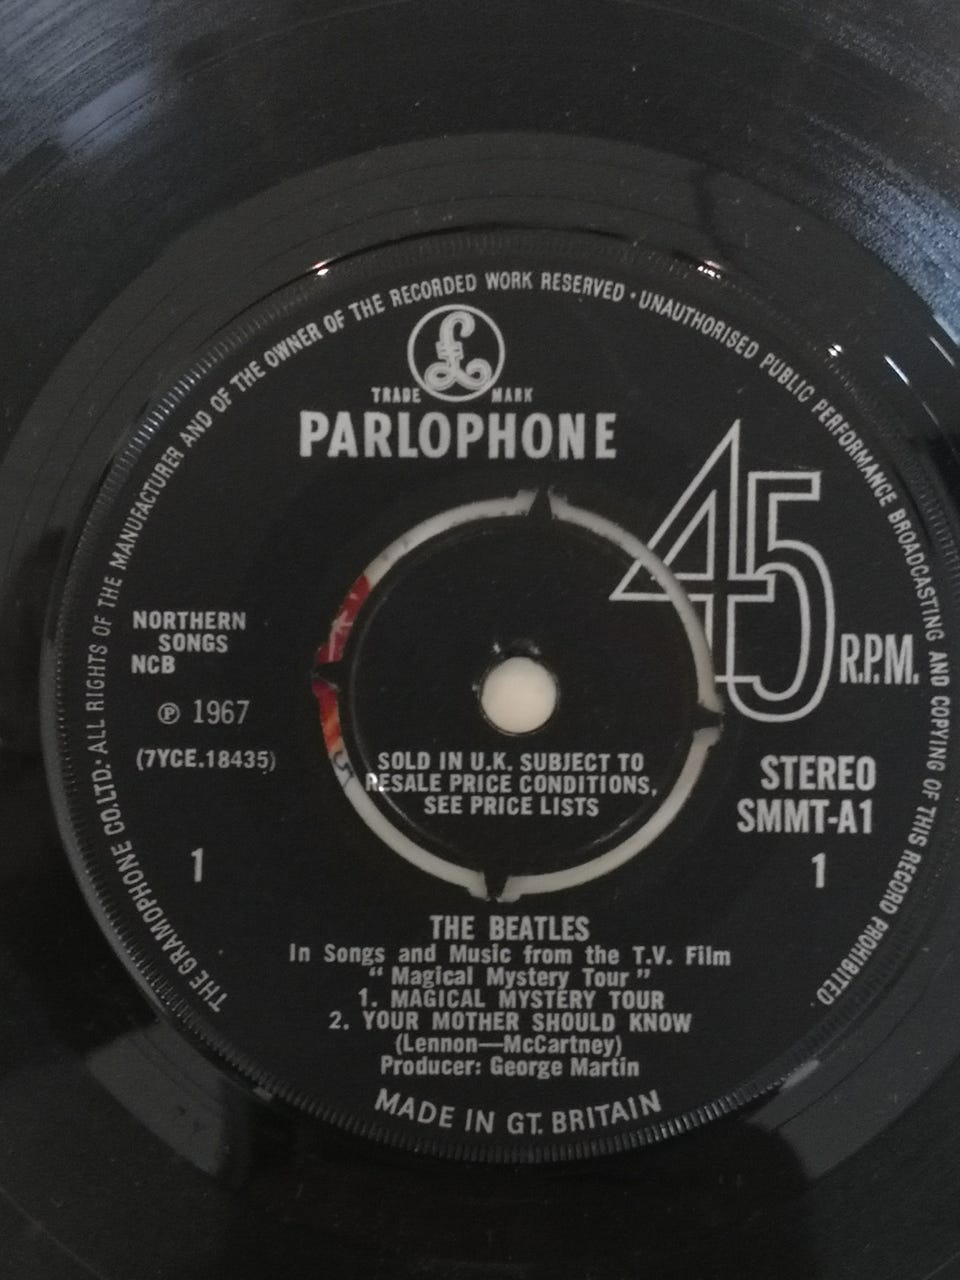 THE GRAMOPHONE CO.LTD. · ALL RIGHTS OF THE MANUFACTURER AND OF THE OWNER OF THE RECORDED WORK RESERVED · UNAUTHORISED PUBLIC PERFORMANCE BROADCASTING AND COPYING OF THIS RECORD PROHIBITED
£
TRADE MARK
PARLOPHONE
45
R.P.M.
NORTHERN
SONGS
NCB
℗ 1967
(7YCE.18435)
SOLD IN U.K. SUBJECT TO
RESALE PRICE CONDITIONS,
SEE PRICE LISTS
STEREO
SMMT-A1
1
1
THE BEATLES
In Songs and Music from the T.V. Film
“ Magical Mystery Tour ”
1. MAGICAL MYSTERY TOUR
2. YOUR MOTHER SHOULD KNOW
(Lennon—McCartney)
Producer: George Martin
MADE IN GT. BRITAIN